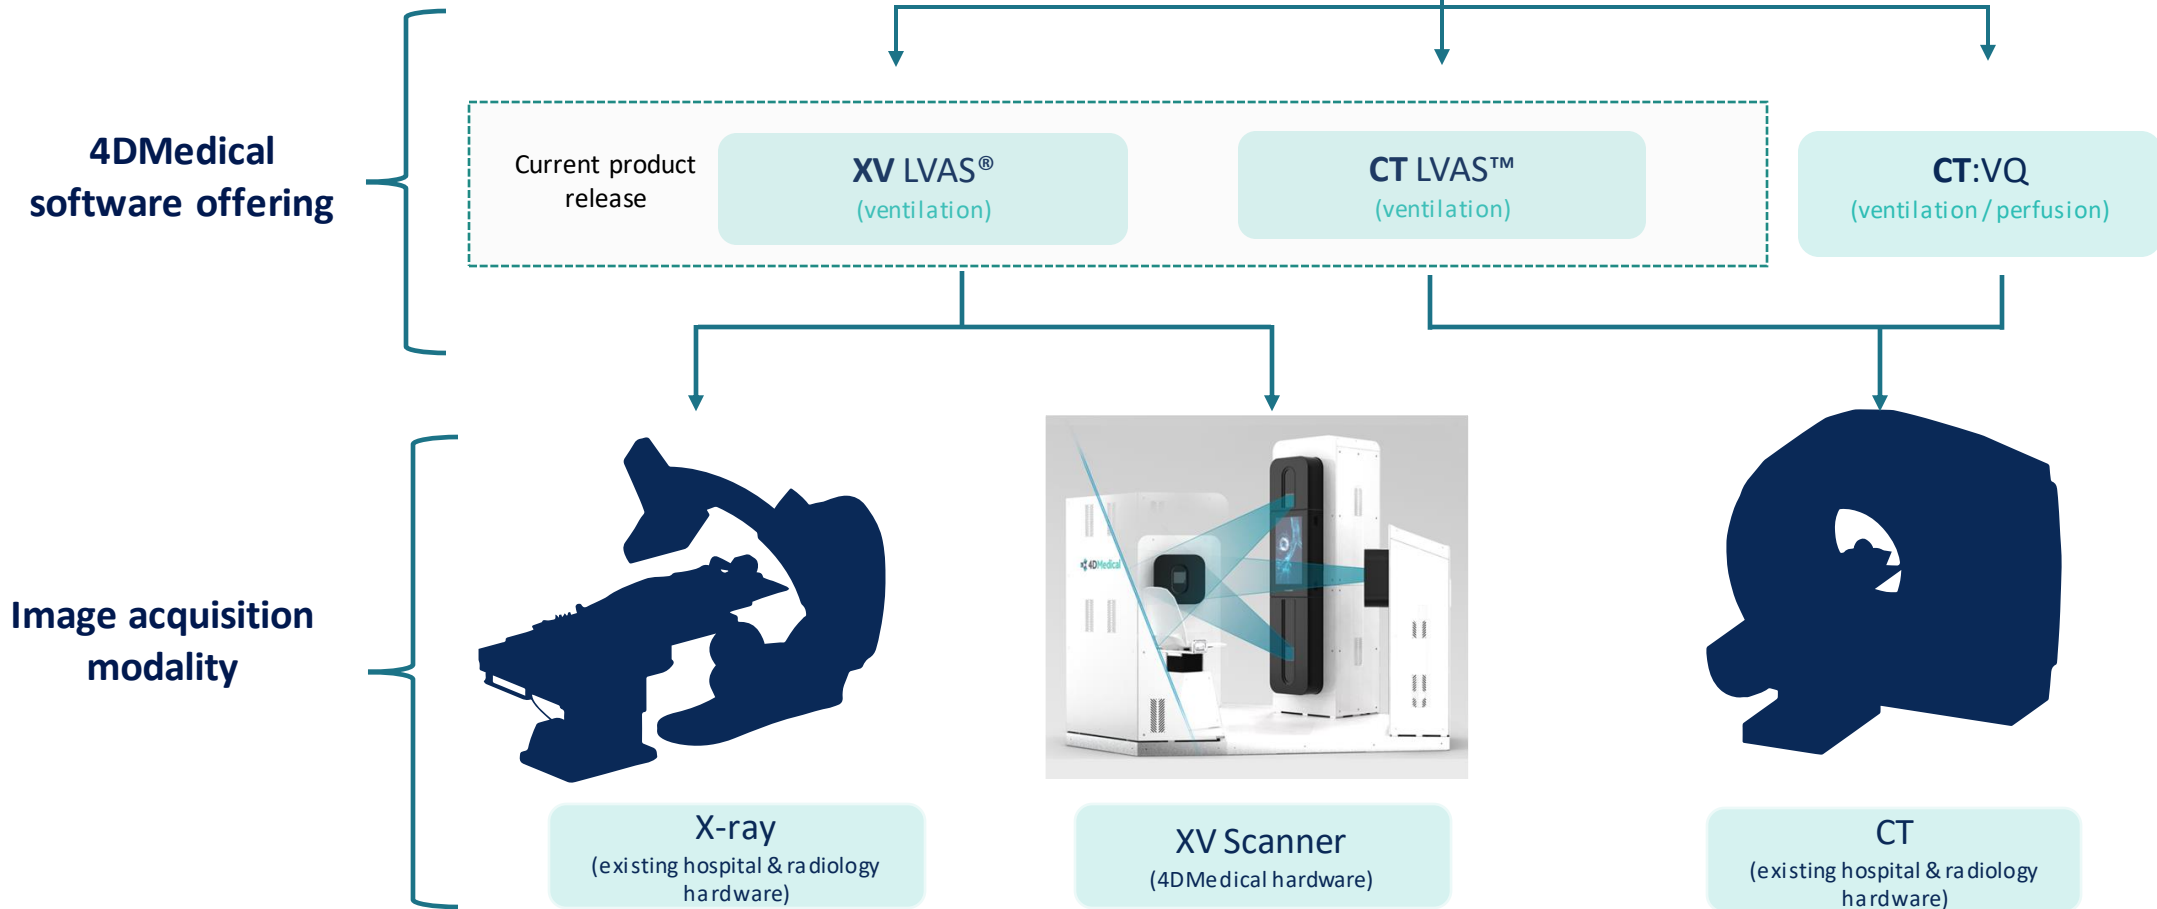 4DMedical
software offering
Current product
release
XV LVAS®
(ventilation)
CT LVAS™
(ventilation)
CT:VQ
(ventilation / perfusion)
Image acquisition
modality
4DMedical
X-ray
(existing hospital & radiology
hardware)
XV Scanner
(4DMedical hardware)
CT
(existing hospital & radiology
hardware)